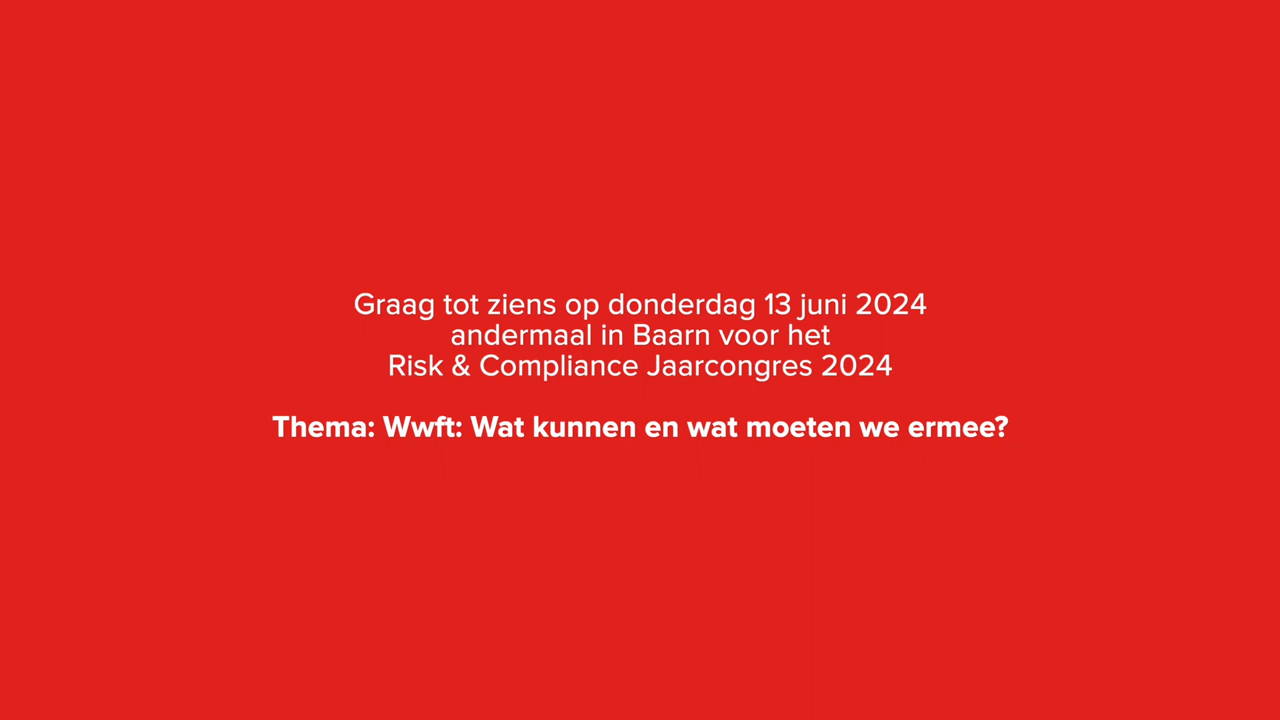 Graag tot ziens op donderdag 13 juni 2024
andermaal in Baarn voor het
Risk & Compliance Jaarcongres 2024
Thema: Wwft: Wat kunnen en wat moeten we ermee?